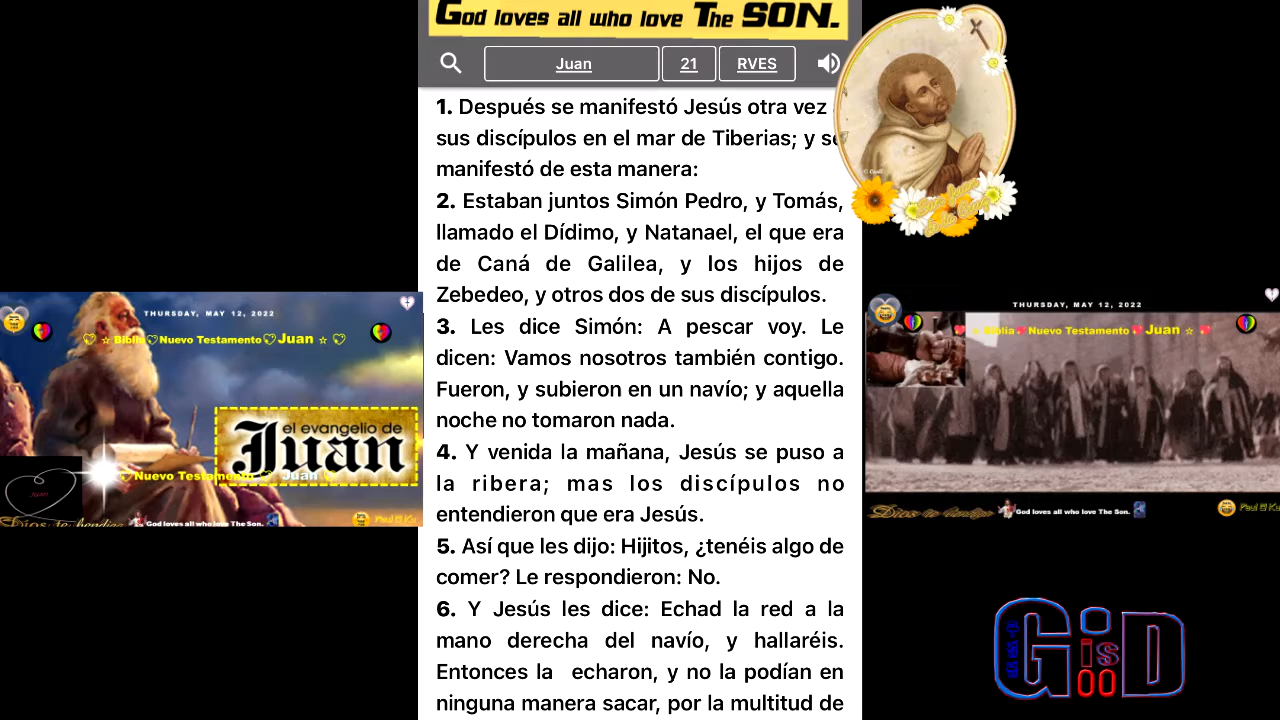 God loves all who love The SON.
Juan
21
RVES
1. Después se manifestó Jesús otra vez
sus discípulos en el mar de Tiberias; y se
manifestó de esta manera:
2. Estaban juntos Simón Pedro, y Tomás,
llamado el Dídimo, y Natanael, el que era
de Caná de Galilea, y los hijos de
Zebedeo, y otros dos de sus discípulos.
3. Les dice Simón: A pescar voy. Le
dicen: Vamos nosotros también contigo.
Fueron, y subieron en un navío; y aquella
noche no tomaron nada.
4. Y venida la mañana, Jesús se puso a
la ribera; mas los discípulos no
entendieron que era Jesús.
5. Así que les dijo: Hijitos, ¿tenéis algo de
comer? Le respondieron: No.
6. Y Jesús les dice: Echad la red a la
mano derecha del navío, y hallaréis.
Entonces la echaron, y no la podían en
ninguna manera sacar, por la multitud de
THURSDAY, MAY 12, 2022
☆ Biblia Nuevo Testamento Juan ☆
el evangelio de
Juan
Nuevo Testamento Juan
Juan
Dios te bendiga
God loves all who love The Son.
THURSDAY, MAY 12, 2022
☆ Biblia Nuevo Testamento Juan ☆
Dios te bendiga
God loves all who love The Son.
GOD
is